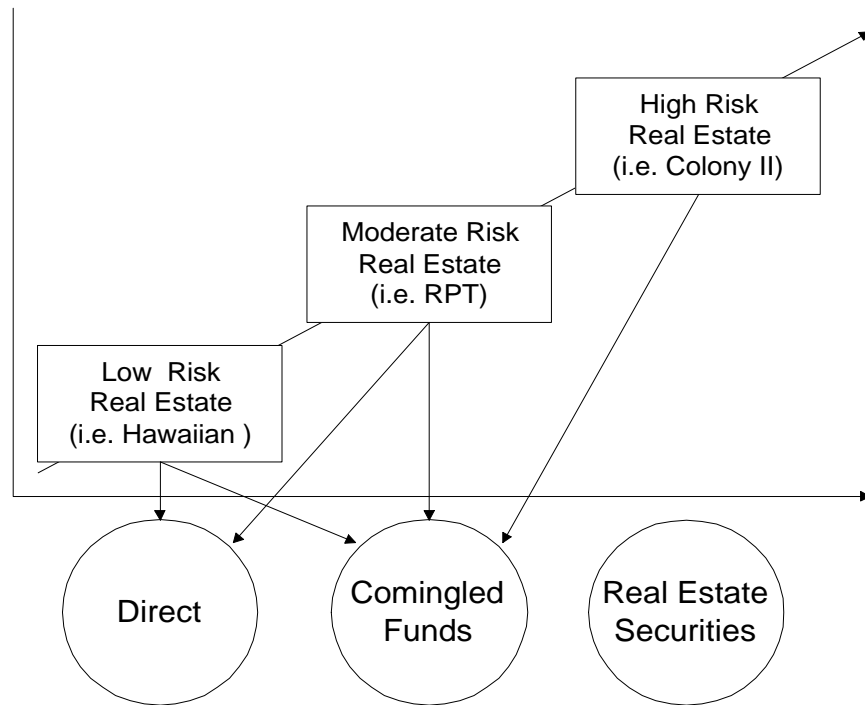 High Risk
Real Estate
(i.e. Colony II)
Moderate Risk
Real Estate
(i.e. RPT)
Low Risk
Real Estate
(i.e. Hawaiian )
Direct
Comingled
Funds
Real Estate
Securities